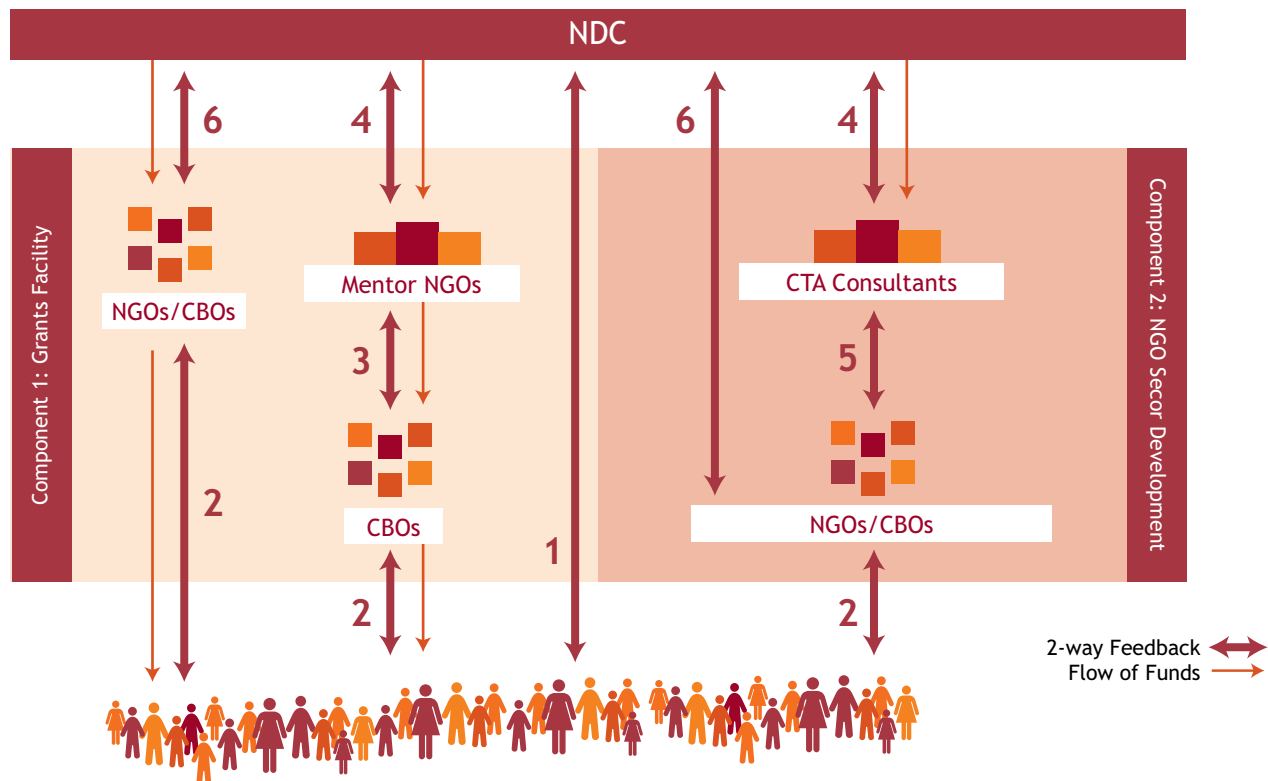 NDC
6
4
6
4
Component 1: Grants Facility
Component 2: NGO Secor Development
NGOs/CBOs
Mentor NGOs
CTA Consultants
3
5
2
CBOs
NGOs/CBOs
1
2
2
2-way Feedback
Flow of Funds